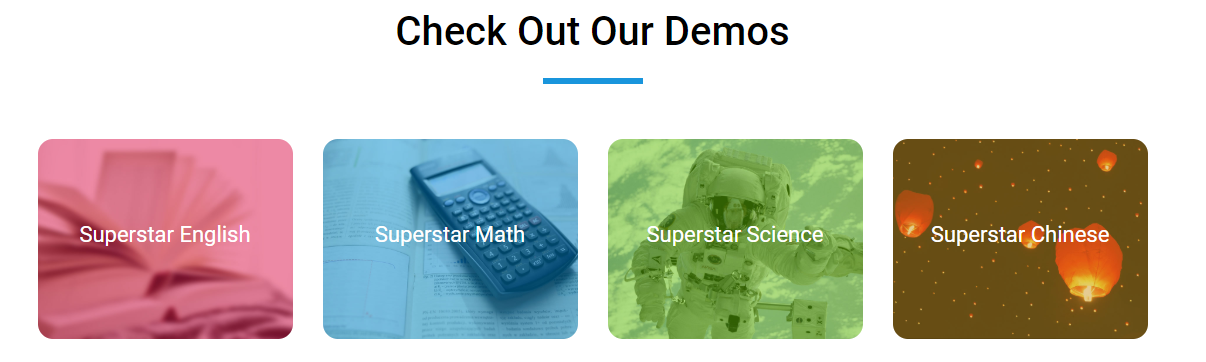 Check Out Our Demos
Superstar English
Superstar Math
Superstar Science
Superstar Chinese